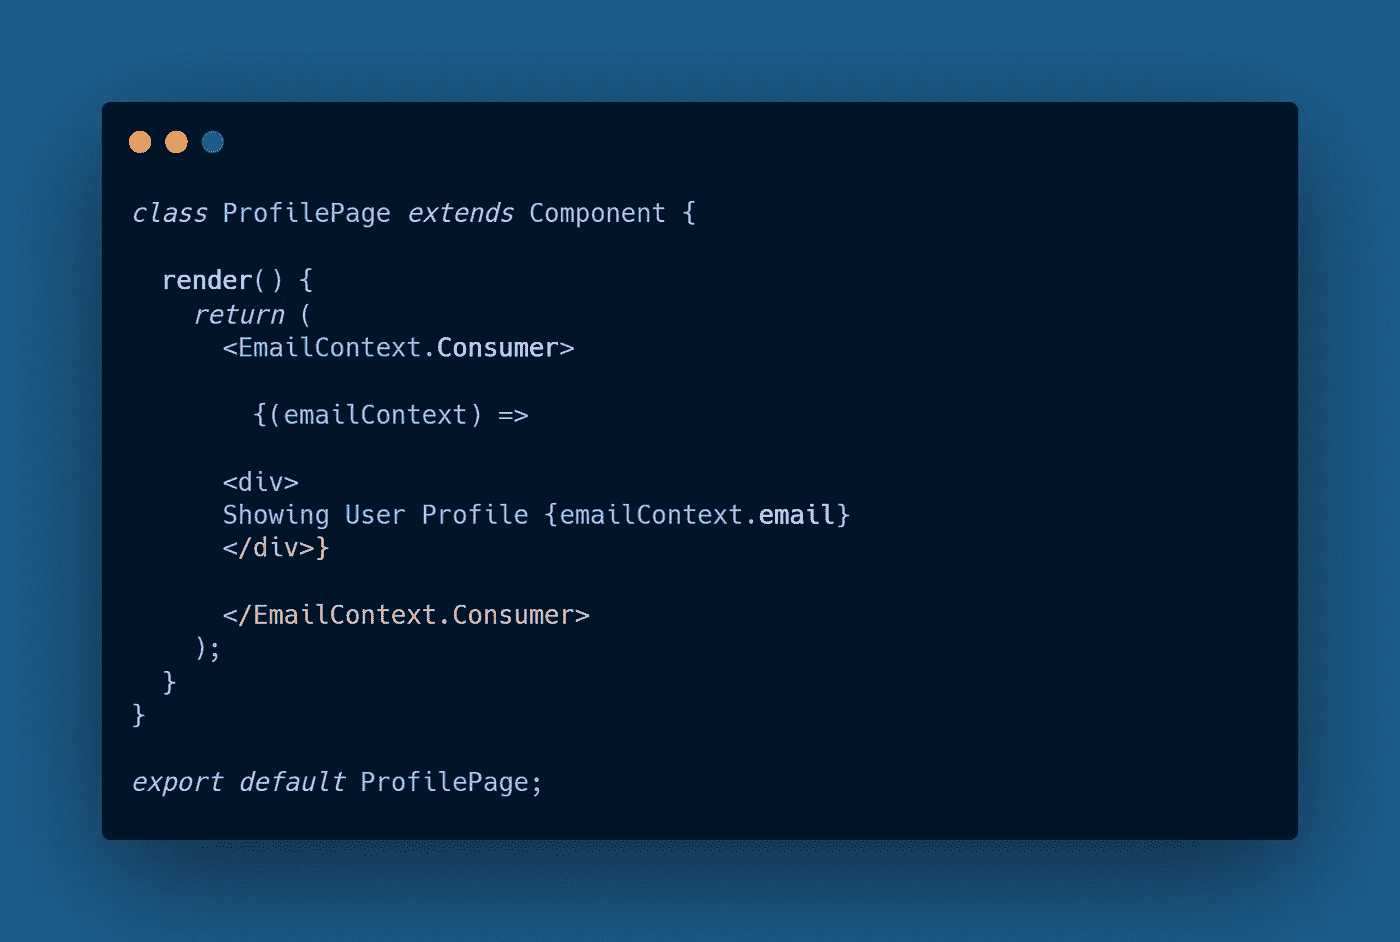 class ProfilePage extends Component {
render() {
return (
<EmailContext.Consumer>
{(emailContext) =>
<div>
Showing User Profile {emailContext.email}
</div>}
</EmailContext.Consumer>
);
}
}
export default ProfilePage;